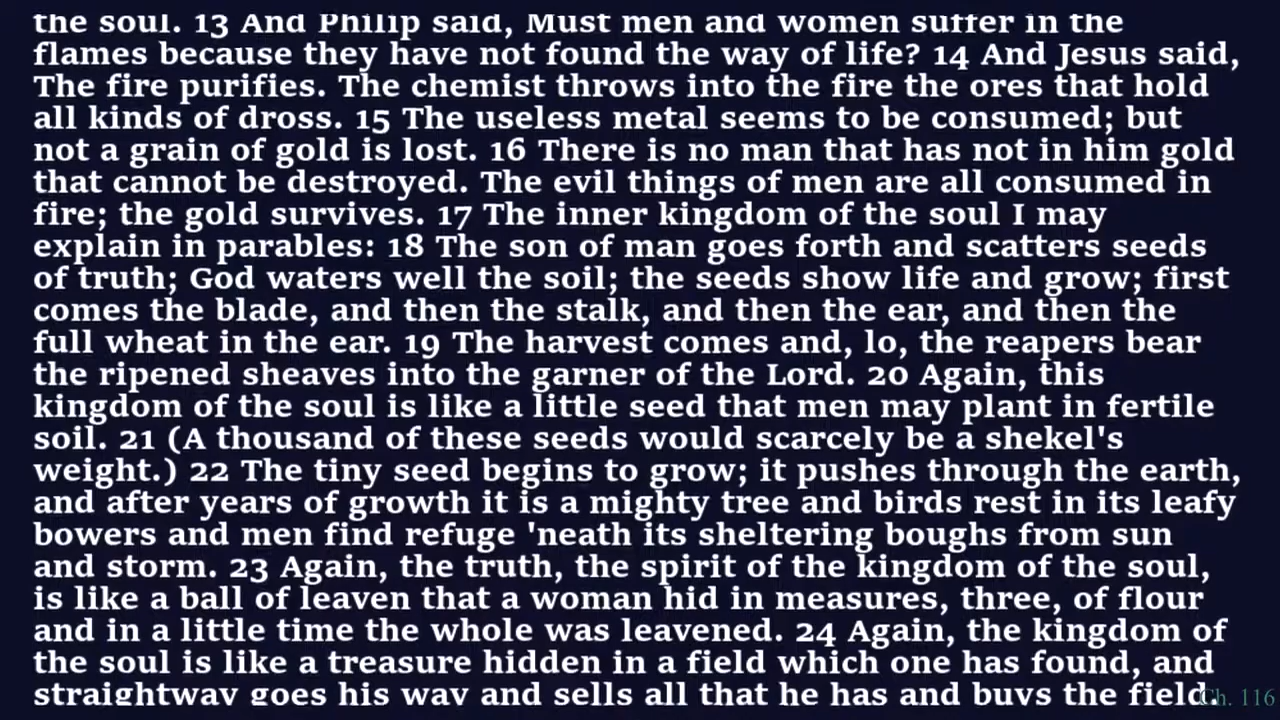 the soul. 13 And Philip said, Must men and women suffer in the
flames because they have not found the way of life? 14 And Jesus said,
The fire purifies. The chemist throws into the fire the ores that hold
all kinds of dross. 15 The useless metal seems to be consumed; but
not a grain of gold is lost. 16 There is no man that has not in him gold
that cannot be destroyed. The evil things of men are all consumed in
fire; the gold survives. 17 The inner kingdom of the soul I may
explain in parables: 18 The son of man goes forth and scatters seeds
of truth; God waters well the soil; the seeds show life and grow; first
comes the blade, and then the stalk, and then the ear, and then the
full wheat in the ear. 19 The harvest comes and, lo, the reapers bear
the ripened sheaves into the garner of the Lord. 20 Again, this
kingdom of the soul is like a little seed that men may plant in fertile
soil. 21 (A thousand of these seeds would scarcely be a shekel's
weight.) 22 The tiny seed begins to grow; it pushes through the earth,
and after years of growth it is a mighty tree and birds rest in its leafy
bowers and men find refuge 'neath its sheltering boughs from sun
and storm. 23 Again, the truth, the spirit of the kingdom of the soul,
is like a ball of leaven that a woman hid in measures, three, of flour
and in a little time the whole was leavened. 24 Again, the kingdom of
the soul is like a treasure hidden in a field which one has found, and
straightway goes his way and sells all that he has and buys the field.
Ch. 116